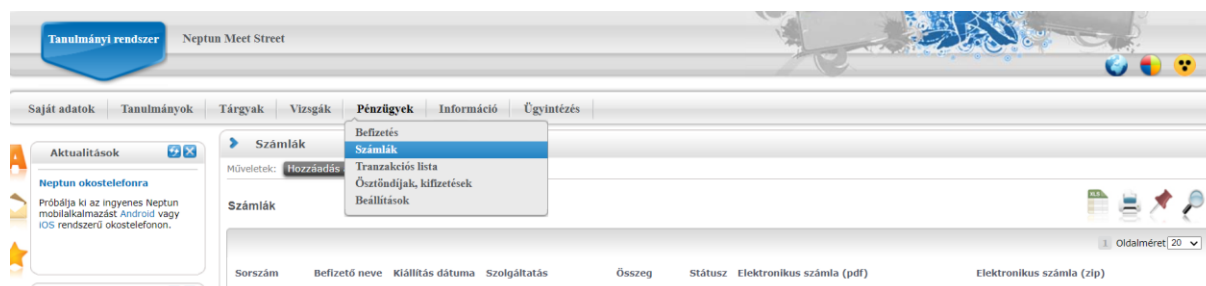 Tanulmányi rendszer Neptun Meet Street
Saját adatok Tanulmányok Tárgyak Vizsgák Pénzügyek Információ Ügyintézés
Befizetés
Számlák
Tranzakciós lista
Ösztöndíjak, kifizetések
Beállítások
Aktualitások
Neptun okostelefonra
Próbálja ki az ingyenes Neptun
mobilalkalmazást Android vagy
iOS rendszerű okostelefonon.
Számlák
Műveletek: Hozzáadás
Számlák
1 Oldalméret 20
Sorszám Befizető neve Kiállítás dátuma Szolgáltatás Összeg Státusz Elektronikus számla (pdf) Elektronikus számla (zip)